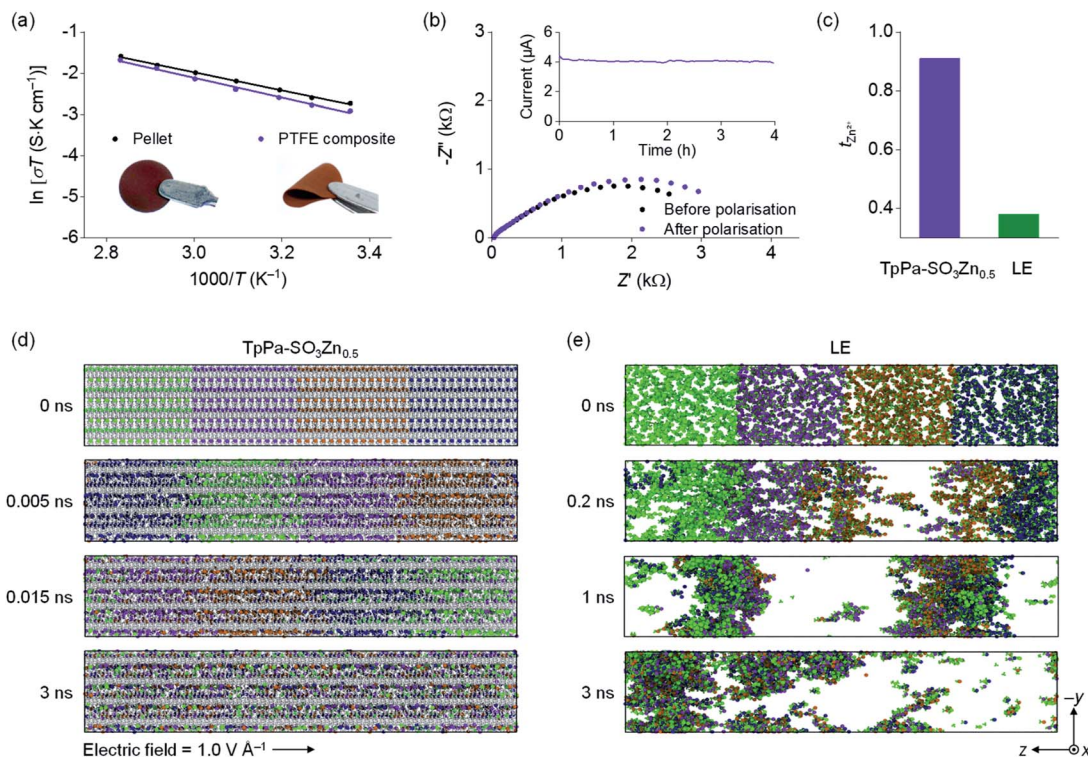 (a)
ln [σT (S·K cm⁻¹)]
-1
-2
-3
-4
-5
-6
Pellet
PTFE composite
2.8
3.0
3.2
3.4
1000/T (K⁻¹)
(b)
-Z" (kΩ)
3
2
1
0
Current (µA)
6
4
2
0
0
1
2
3
4
Time (h)
Before polarisation
After polarisation
0
1
2
3
4
Z' (kΩ)
(c)
t Zn²⁺
1.0
0.8
0.6
0.4
TpPa-SO₃Zn₀.₅
LE
(d)
TpPa-SO₃Zn₀.₅
0 ns
0.005 ns
0.015 ns
3 ns
Electric field = 1.0 V Å⁻¹
(e)
LE
0 ns
0.2 ns
1 ns
3 ns
–y
z
x